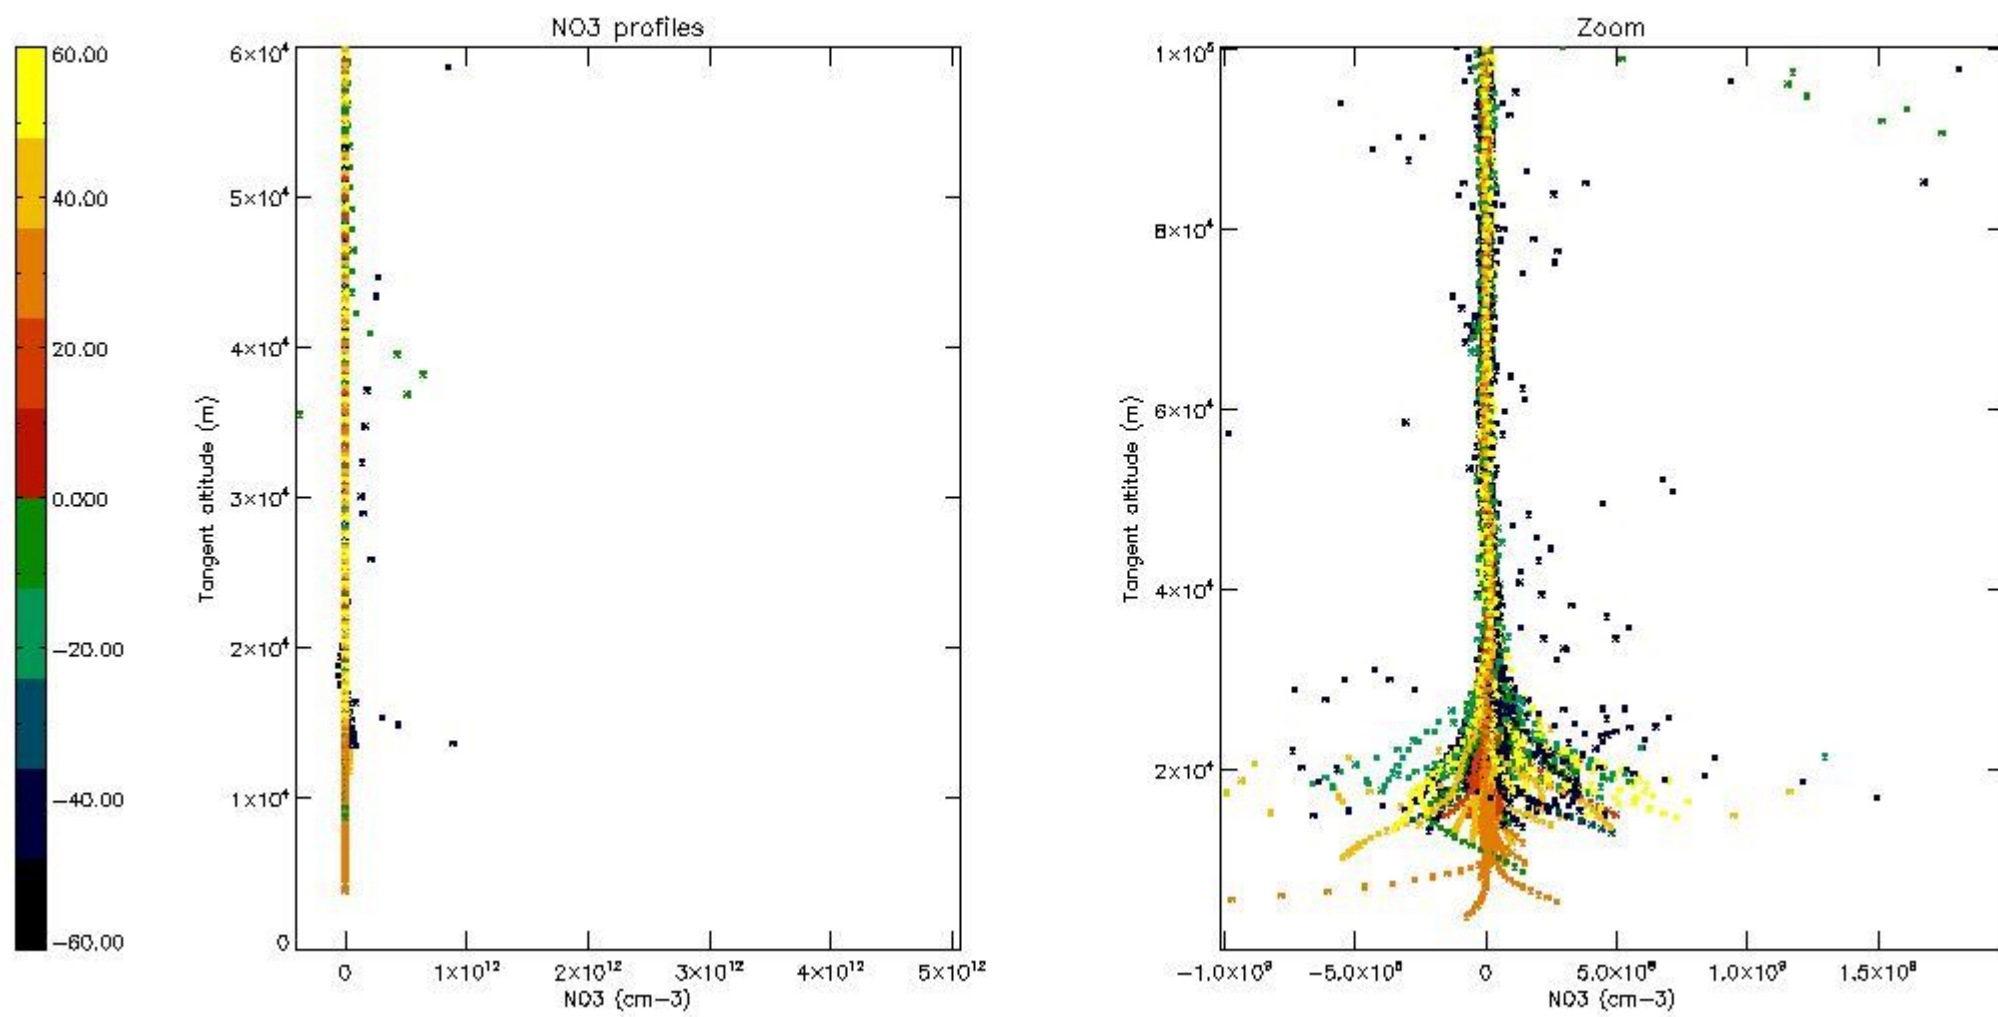 NO3 profiles
60.00
40.00
20.00
0.000
−20.00
−40.00
−60.00
Tangent altitude (m)
6×10⁴
5×10⁴
4×10⁴
3×10⁴
2×10⁴
1×10⁴
0
0 1×10¹² 2×10¹² 3×10¹² 4×10¹² 5×10¹²
NO3 (cm−3)
Zoom
Tangent altitude (m)
1×10⁵
8×10⁴
6×10⁴
4×10⁴
2×10⁴
−1.0×10⁹ −5.0×10⁸ 0 5.0×10⁸ 1.0×10⁹ 1.5×10⁹
NO3 (cm−3)